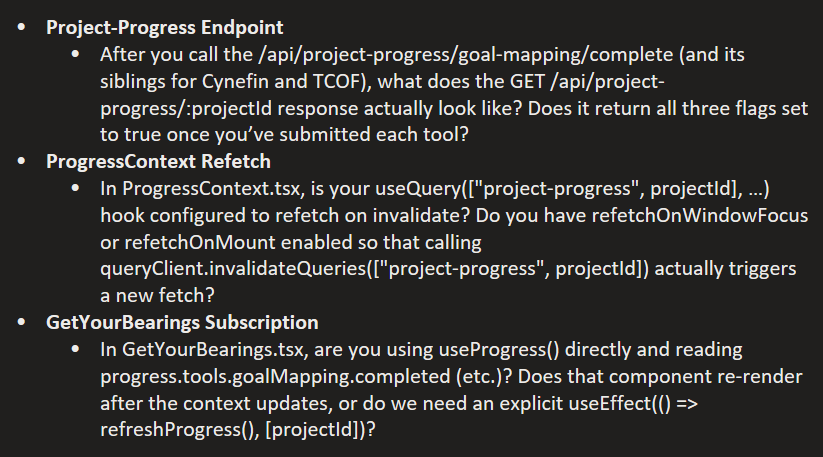 • Project-Progress Endpoint
• After you call the /api/project-progress/goal-mapping/complete (and its
siblings for Cynefin and TCOF), what does the GET /api/project-
progress/:projectId response actually look like? Does it return all three flags set
to true once you’ve submitted each tool?
• ProgressContext Refetch
• In ProgressContext.tsx, is your useQuery(["project-progress", projectId], …)
hook configured to refetch on invalidate? Do you have refetchOnWindowFocus
or refetchOnMount enabled so that calling
queryClient.invalidateQueries(["project-progress", projectId]) actually triggers
a new fetch?
• GetYourBearings Subscription
• In GetYourBearings.tsx, are you using useProgress() directly and reading
progress.tools.goalMapping.completed (etc.)? Does that component re-render
after the context updates, or do we need an explicit useEffect(() =>
refreshProgress(), [projectId])?